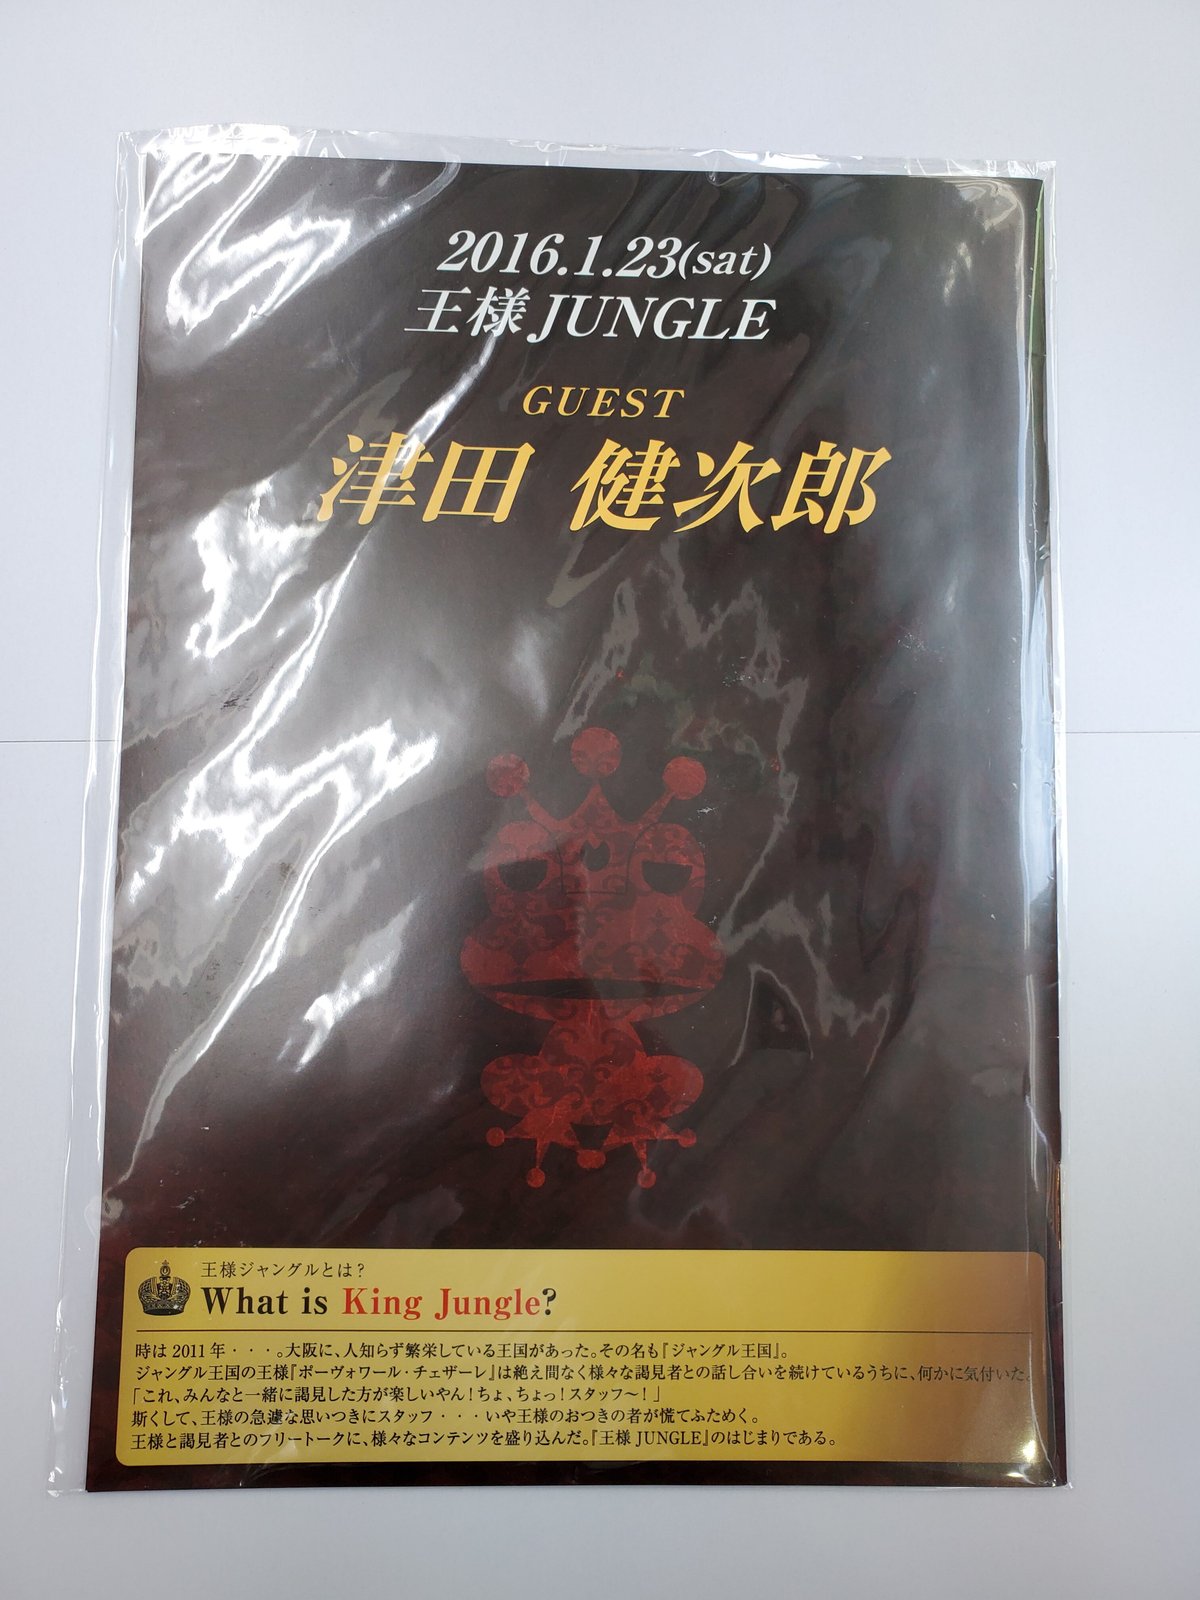 2016.1.23(sat)
王様JUNGLE
GUEST
津田 健次郎
王様ジャングルとは?
What is King Jungle?
時は 2011 年・・・。大阪に、人知らず繁栄している王国があった。その名も『ジャングル王国』。
ジャングル王国の王様『ボーヴォワール・チェザーレ』は絶え間なく様々な謁見者との話し合いを続けているうちに、何かに気付いた。
「これ、みんなと一緒に謁見した方が楽しいやん!ちょ、ちょっ!スタッフ〜!」
斯くして、王様の急遽な思いつきにスタッフ・・・いや王様のおつきの者が慌てふためく。
王様と謁見者とのフリートークに、様々なコンテンツを盛り込んだ。『王様 JUNGLE』のはじまりである。